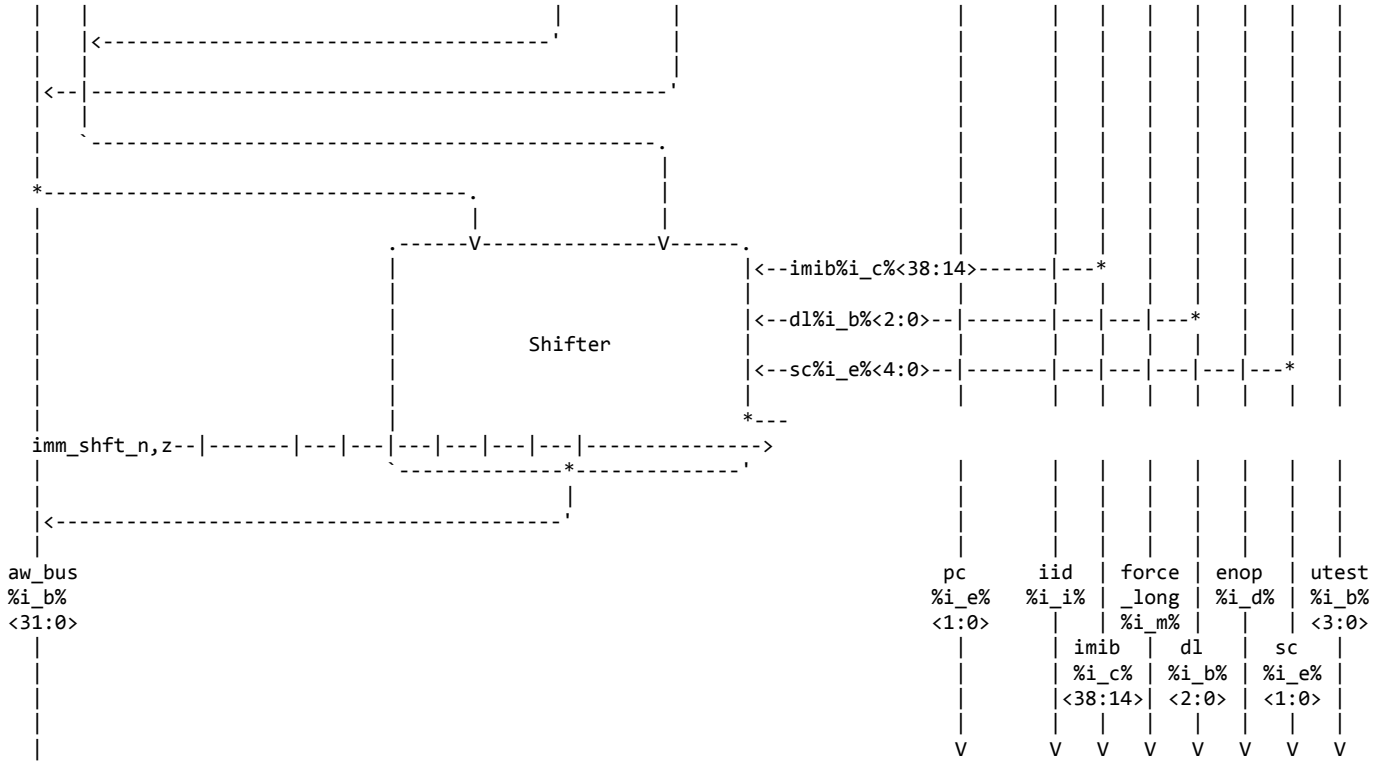 imib%i_c%<38:14>
dl%i_b%<2:0>
Shifter
sc%i_e%<4:0>
imm_shft_n,z
aw_bus pc iid force enop utest
%i_b% %i_e% %i_i% _long %i_d% %i_b%
<31:0> <1:0> %i_m% <3:0>
imib dl sc
%i_c% %i_b% %i_e%
<38:14> <2:0> <1:0>
V V V V V V V V